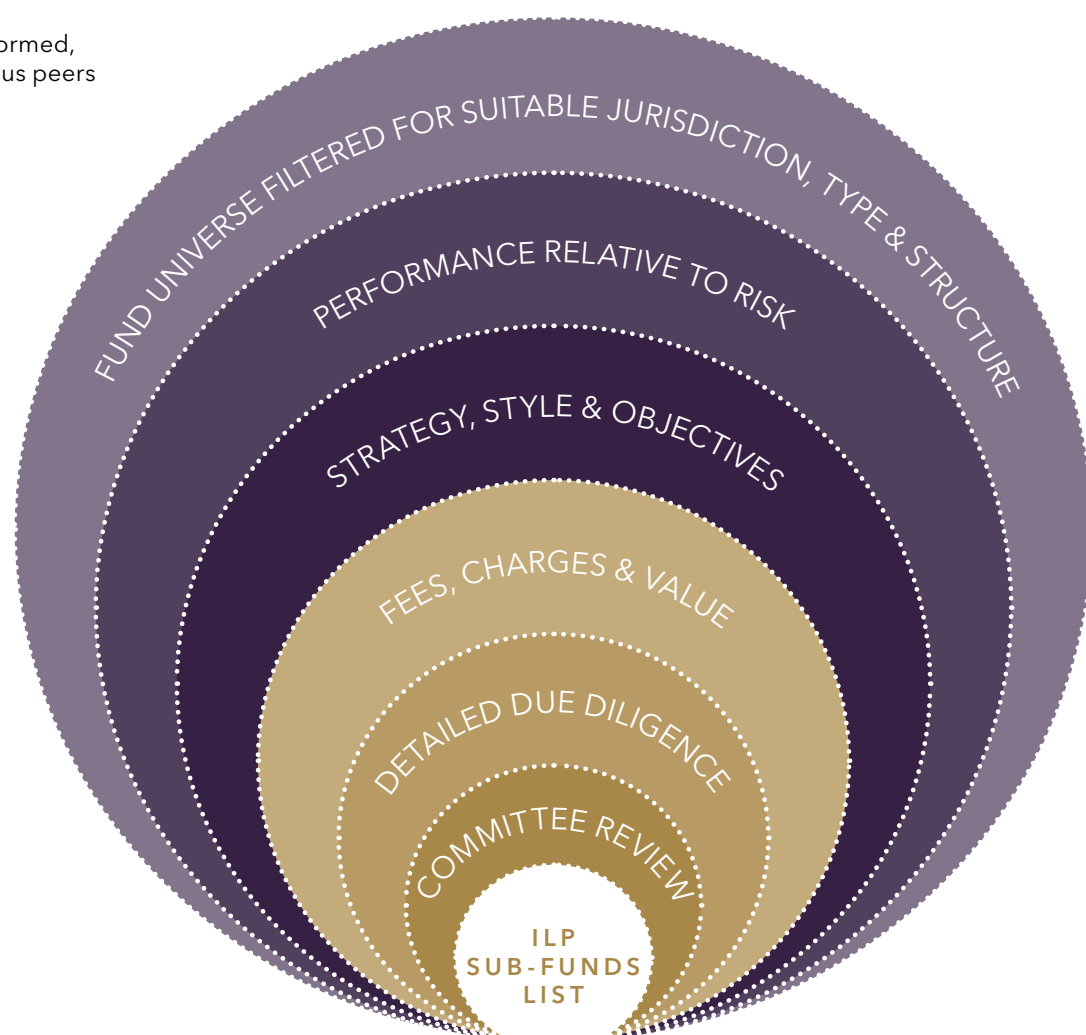 ormed,
us peers
FUND UNIVERSE FILTERED FOR SUITABLE JURISDICTION, TYPE & STRUCTURE
PERFORMANCE RELATIVE TO RISK
STRATEGY, STYLE & OBJECTIVES
FEES, CHARGES & VALUE
DETAILED DUE DILIGENCE
COMMITTEE REVIEW
ILP
SUB-FUNDS
LIST